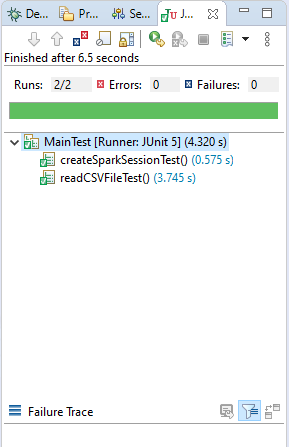 De... Pr... Se... J...
Finished after 6.5 seconds
Runs: 2/2 Errors: 0 Failures: 0
MainTest [Runner: JUnit 5] (4.320 s)
createSparkSessionTest() (0.575 s)
readCSVFileTest() (3.745 s)
Failure Trace